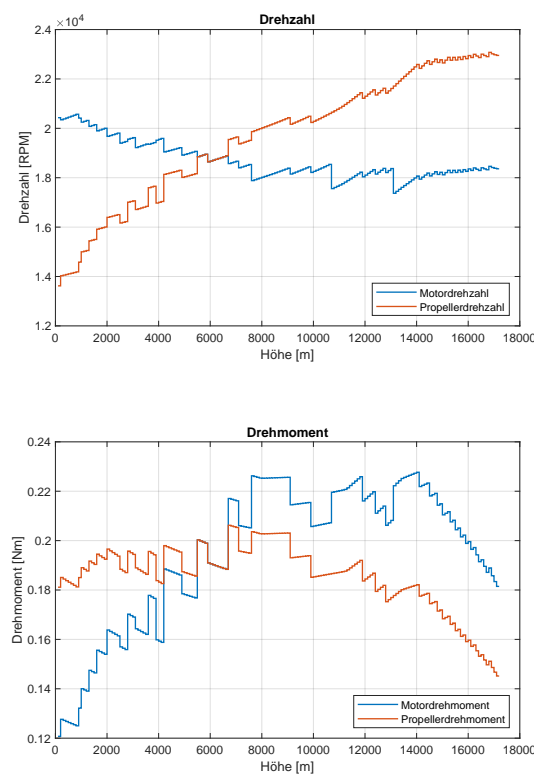 Drehzahl
×10⁴
2.4
2.2
2
1.8
1.6
1.4
1.2
Drehzahl [RPM]
Motordrehzahl
Propellerdrehzahl
0 2000 4000 6000 8000 10000 12000 14000 16000 18000
Höhe [m]
Drehmoment
0.24
0.22
0.2
0.18
0.16
0.14
0.12
Drehmoment [Nm]
Motordrehmoment
Propellerdrehmoment
0 2000 4000 6000 8000 10000 12000 14000 16000 18000
Höhe [m]